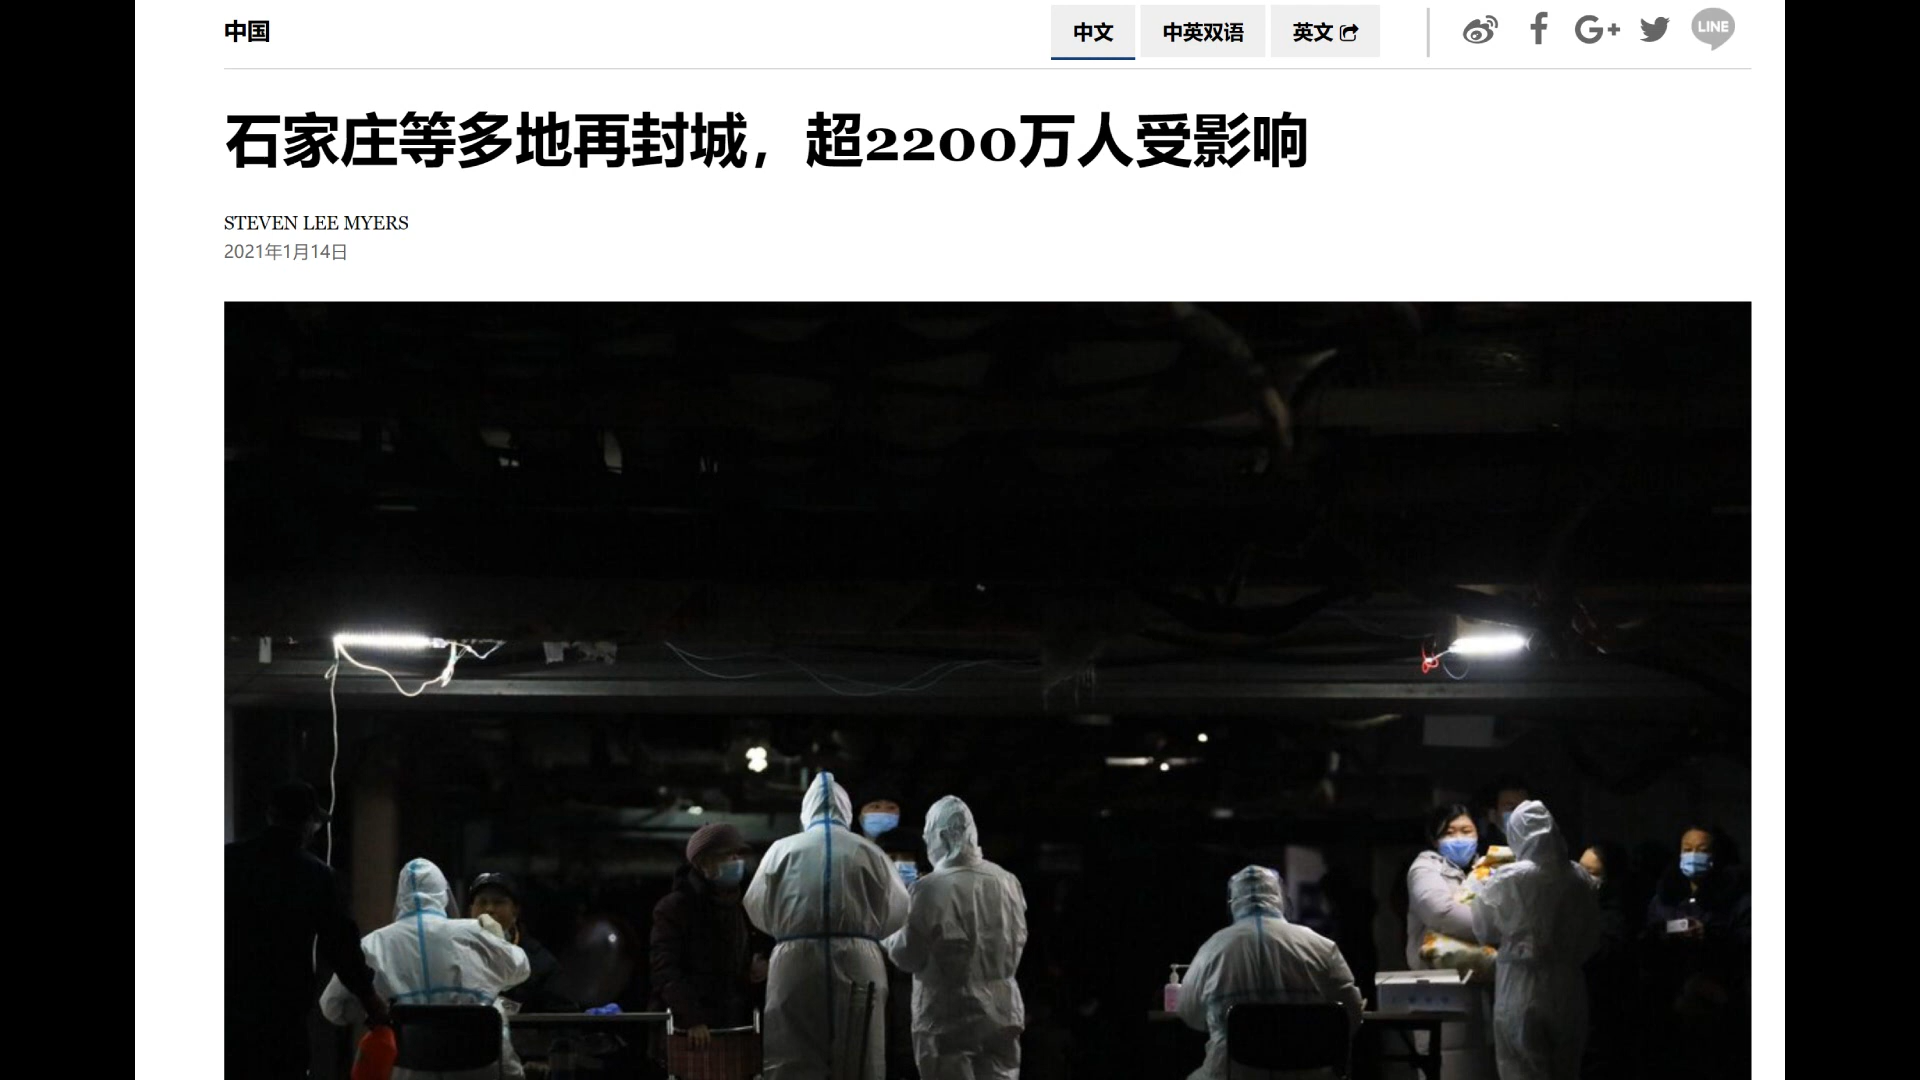 中国
中文 中英双语 英文 LINE
石家庄等多地再封城，超2200万人受影响
STEVEN LEE MYERS
2021年1月14日